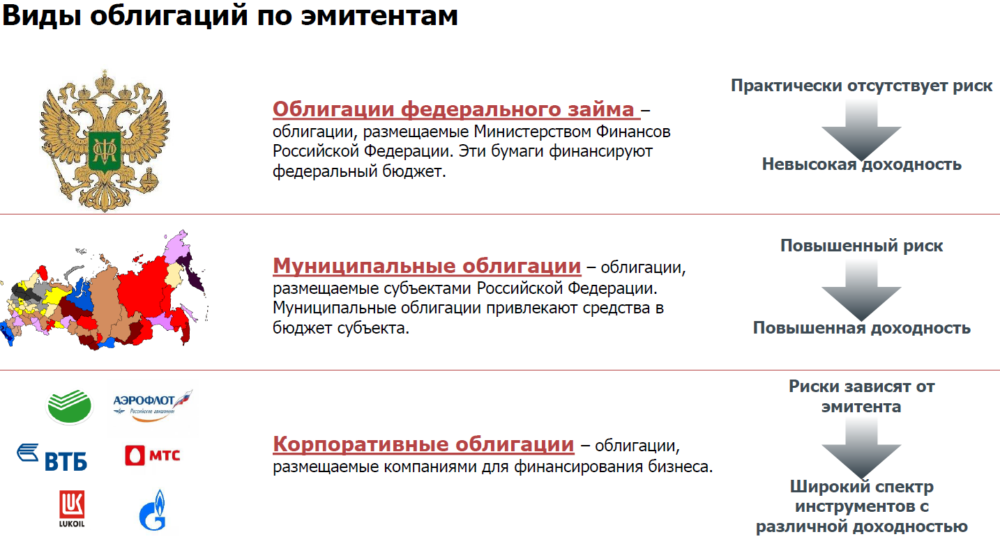 Виды облигаций по эмитентам
Практически отсутствует риск
Невысокая доходность
Облигации федерального займа –
облигации, размещаемые Министерством Финансов
Российской Федерации. Эти бумаги финансируют
федеральный бюджет.
Повышенный риск
Повышенная доходность
Муниципальные облигации – облигации,
размещаемые субъектами Российской Федерации.
Муниципальные облигации привлекают средства в
бюджет субъекта.
АЭРОФЛОТ
Российские авиалинии
ВТБ
МТС
LUKOIL
Корпоративные облигации – облигации,
размещаемые компаниями для финансирования бизнеса.
Риски зависят от
эмитента
Широкий спектр
инструментов с
различной доходностью